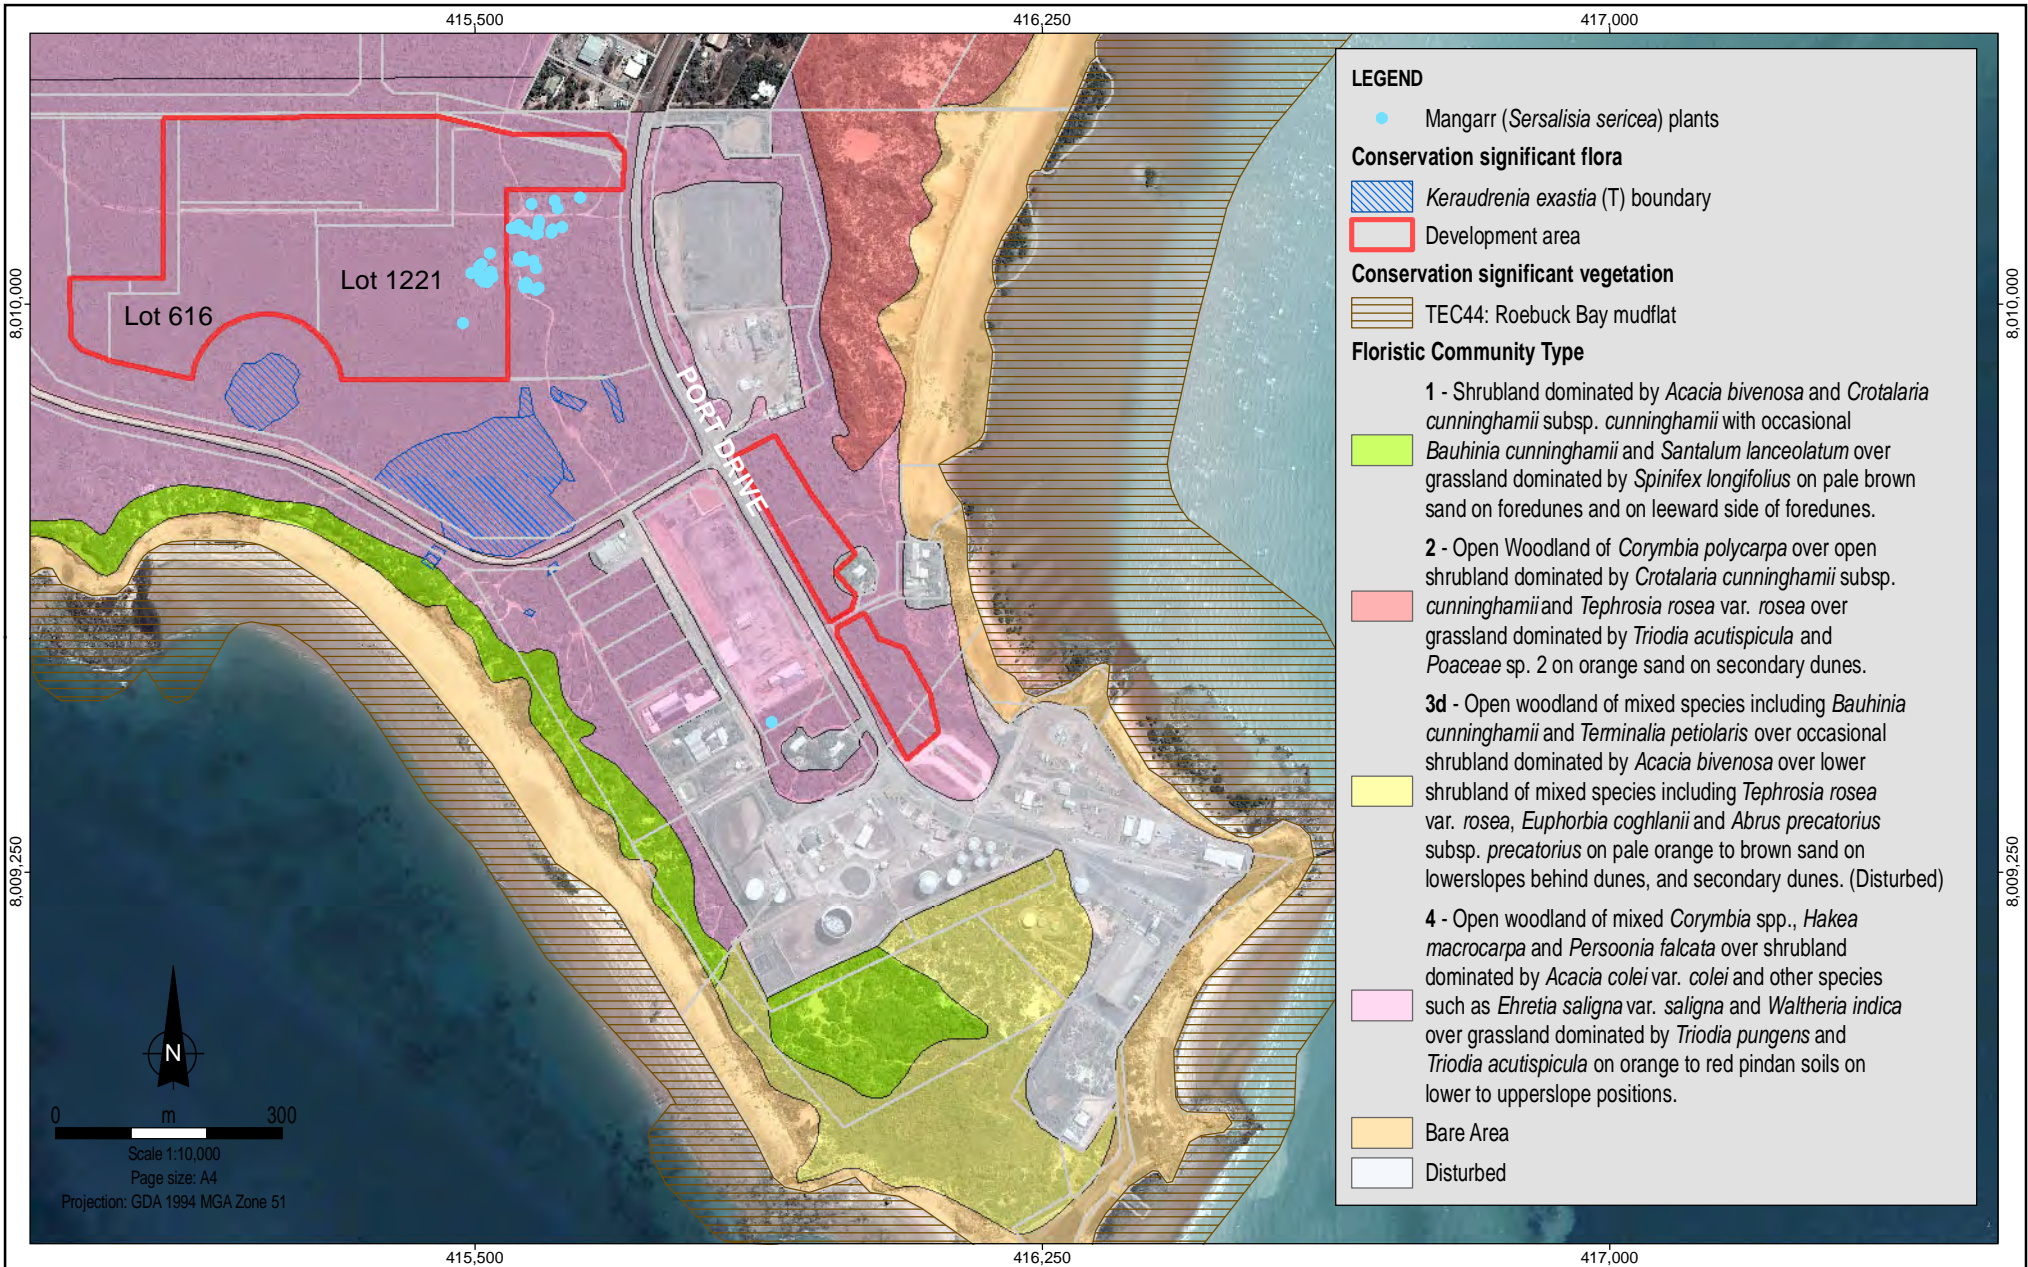 415,500
416,250
417,000
8,010,000
8,010,000
8,009,250
8,009,250
Lot 1221
Lot 616
PORT DRIVE
LEGEND
Mangarr (Sersalisia sericea) plants
Conservation significant flora
Keraudrenia exastia (T) boundary
Development area
Conservation significant vegetation
TEC44: Roebuck Bay mudflat
Floristic Community Type
1 - Shrubland dominated by Acacia bivenosa and Crotalaria
cunninghamii subsp. cunninghamii with occasional
Bauhinia cunninghamii and Santalum lanceolatum over
grassland dominated by Spinifex longifolius on pale brown
sand on foredunes and on leeward side of foredunes.
2 - Open Woodland of Corymbia polycarpa over open
shrubland dominated by Crotalaria cunninghamii subsp.
cunninghamii and Tephrosia rosea var. rosea over
grassland dominated by Triodia acutispicula and
Poaceae sp. 2 on orange sand on secondary dunes.
3d - Open woodland of mixed species including Bauhinia
cunninghamii and Terminalia petiolaris over occasional
shrubland dominated by Acacia bivenosa over lower
shrubland of mixed species including Tephrosia rosea
var. rosea, Euphorbia coghlanii and Abrus precatorius
subsp. precatorius on pale orange to brown sand on
lowerslopes behind dunes, and secondary dunes. (Disturbed)
4 - Open woodland of mixed Corymbia spp., Hakea
macrocarpa and Persoonia falcata over shrubland
dominated by Acacia colei var. colei and other species
such as Ehretia saligna var. saligna and Waltheria indica
over grassland dominated by Triodia pungens and
Triodia acutispicula on orange to red pindan soils on
lower to upperslope positions.
Bare Area
Disturbed
N
0 m 300
Scale 1:10,000
Page size: A4
Projection: GDA 1994 MGA Zone 51
415,500
416,250
417,000